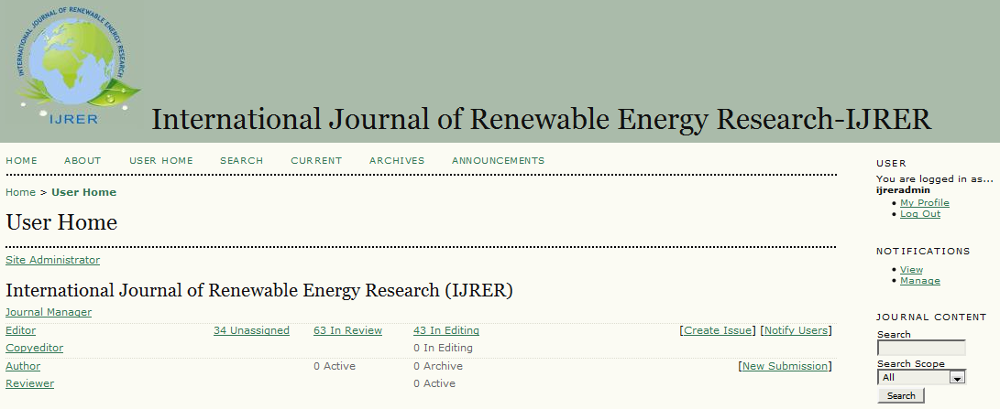 INTERNATIONAL JOURNAL OF RENEWABLE ENERGY RESEARCH
IJRER
International Journal of Renewable Energy Research-IJRER
HOME ABOUT USER HOME SEARCH CURRENT ARCHIVES ANNOUNCEMENTS
Home > User Home
User Home
Site Administrator
International Journal of Renewable Energy Research (IJRER)
Journal Manager
Editor 34 Unassigned 63 In Review 43 In Editing [Create Issue] [Notify Users]
Copyeditor 0 In Editing
Author 0 Active 0 Archive [New Submission]
Reviewer 0 Active
USER
You are logged in as...
ijreradmin
My Profile
Log Out
NOTIFICATIONS
View
Manage
JOURNAL CONTENT
Search
Search Scope
All
Search